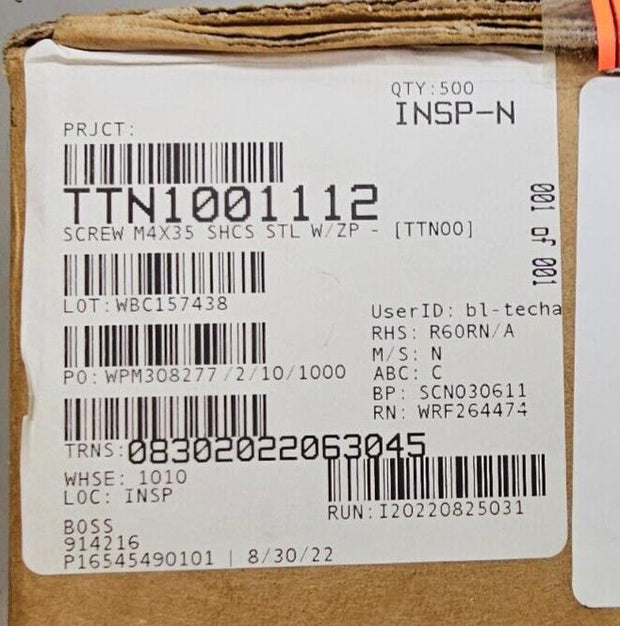 QTY:500
INSP-N
PRJCT:
TTN1001112
SCREW M4X35 SHCS STL W/ZP - [TTN00]
001 of 001
LOT:WBC157438
UserID: bl-techa
RHS: R60RN/A
PO:WPM308277/2/10/1000
M/S: N
ABC: C
BP: SCN030611
RN: WRF264474
TRNS:08302022063045
WHSE: 1010
LOC: INSP
RUN:I20220825031
BOSS
914216
P16545490101 | 8/30/22